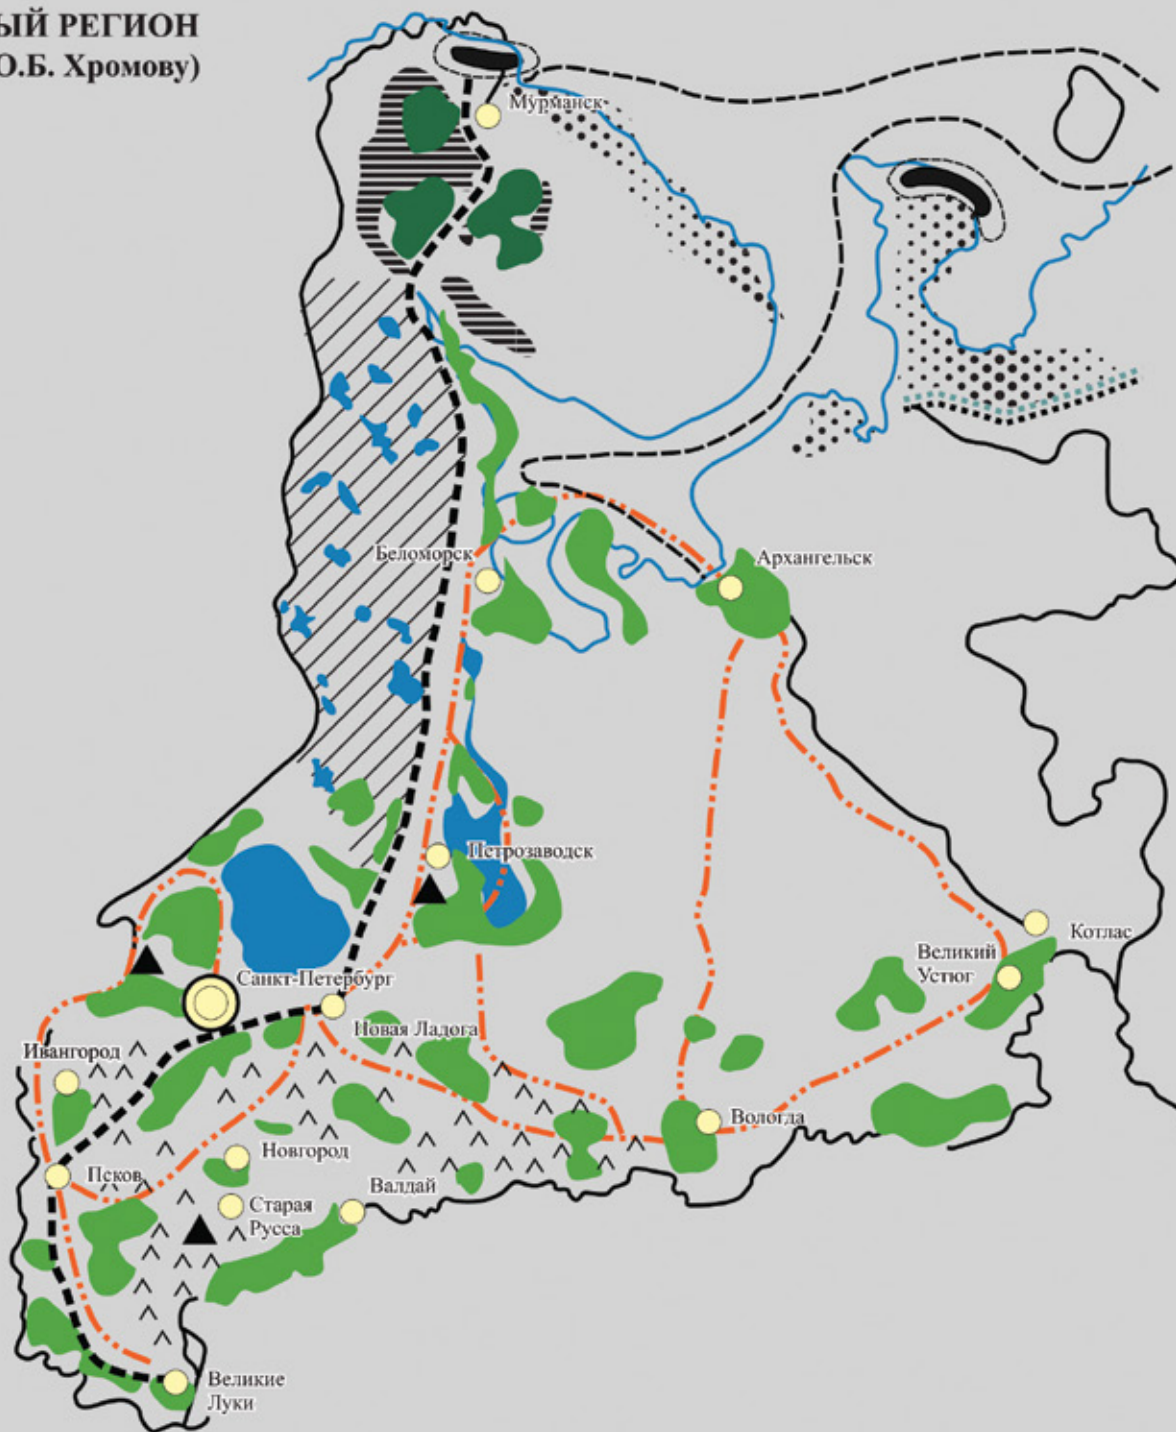 ЫЙ РЕГИОН
О.Б. Хромову)
Мурманск
Беломорск
Архангельск
Петрозаводск
Котлас
Великий
Устюг
Санкт-Петербург
Новая Ладога
Ивангород
Вологда
Новгород
Псков
Валдай
Старая
Русса
Великие
Луки